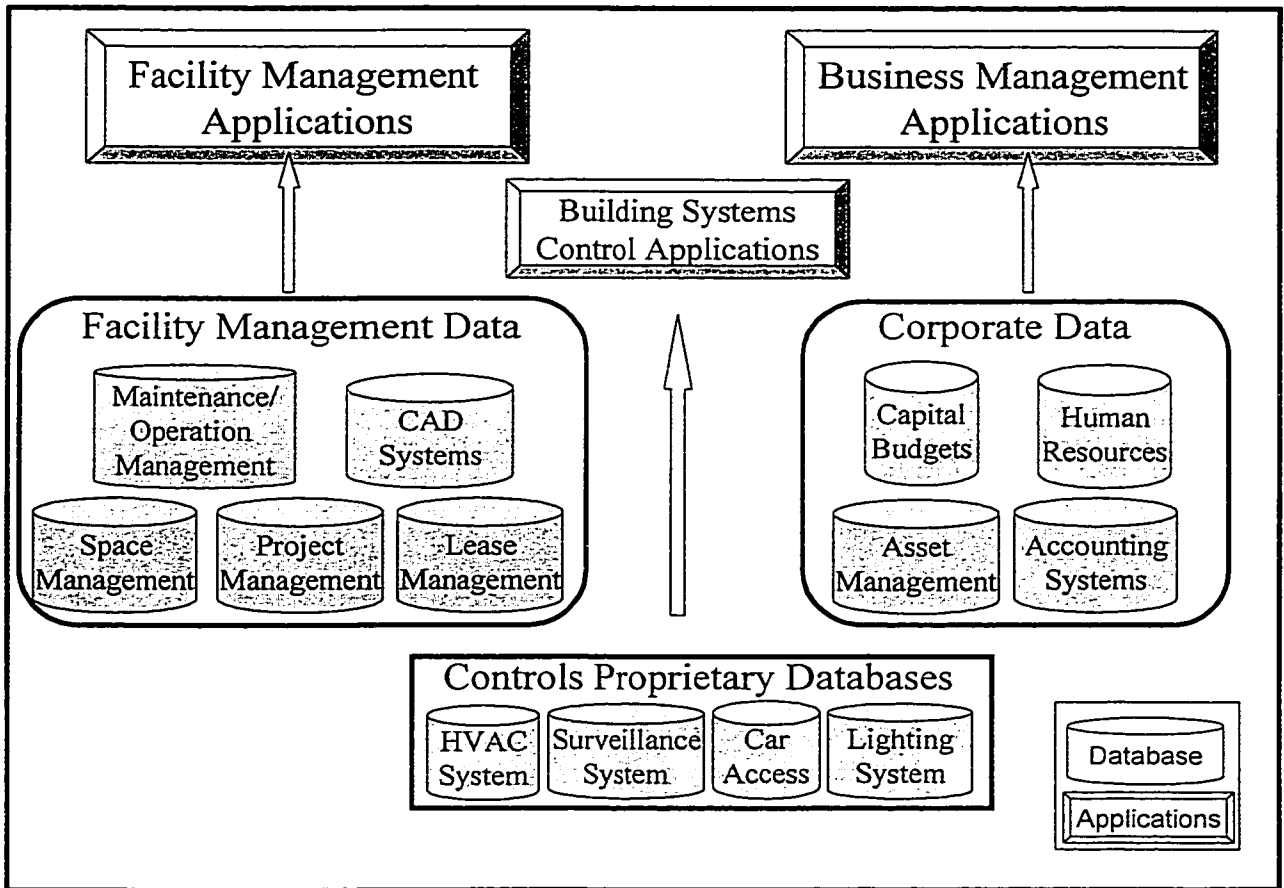 Facility Management
Applications
Business Management
Applications
Building Systems
Control Applications
Facility Management Data
Maintenance/
Operation
Management
CAD
Systems
Space
Management
Project
Management
Lease
Management
Corporate Data
Capital
Budgets
Human
Resources
Asset
Management
Accounting
Systems
Controls Proprietary Databases
HVAC
System
Surveillance
System
Car
Access
Lighting
System
Database
Applications